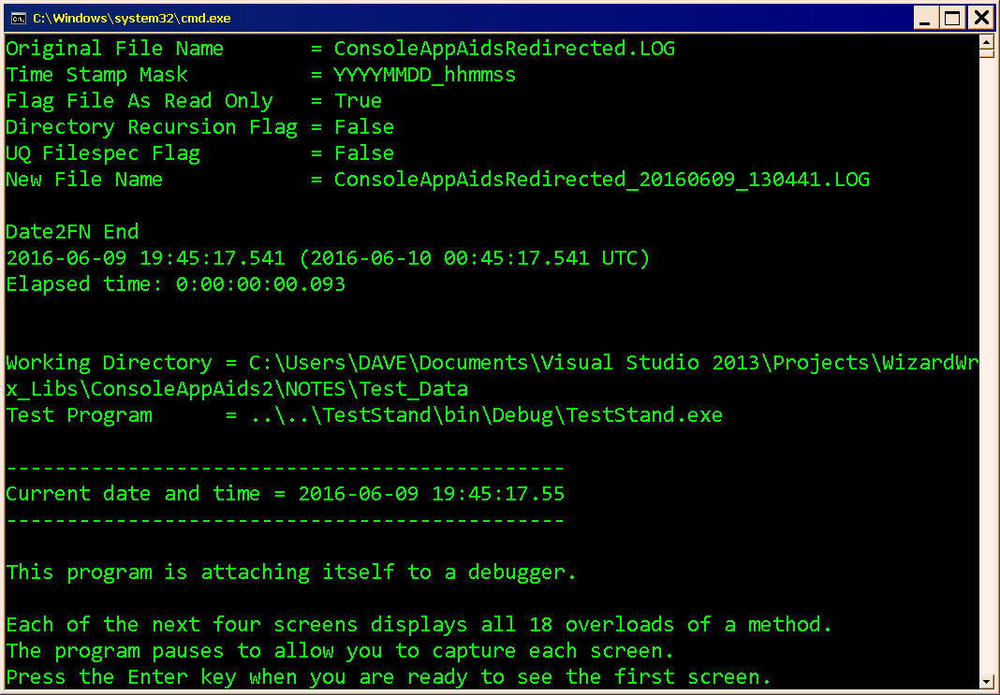 C:\Windows\system32\cmd.exe
Original File Name       = ConsoleAppAidsRedirected.LOG
Time Stamp Mask          = YYYYMMDD_hhmmss
Flag File As Read Only   = True
Directory Recursion Flag = False
UQ Filespec Flag         = False
New File Name            = ConsoleAppAidsRedirected_20160609_130441.LOG
Date2FN End
2016-06-09 19:45:17.541 (2016-06-10 00:45:17.541 UTC)
Elapsed time: 0:00:00:00.093
Working Directory = C:\Users\DAVE\Documents\Visual Studio 2013\Projects\WizardWr
x_Libs\ConsoleAppAids2\NOTES\Test_Data
Test Program      = ..\..\TestStand\bin\Debug\TestStand.exe
----------------------------------------------
Current date and time = 2016-06-09 19:45:17.55
----------------------------------------------
This program is attaching itself to a debugger.
Each of the next four screens displays all 18 overloads of a method.
The program pauses to allow you to capture each screen.
Press the Enter key when you are ready to see the first screen.